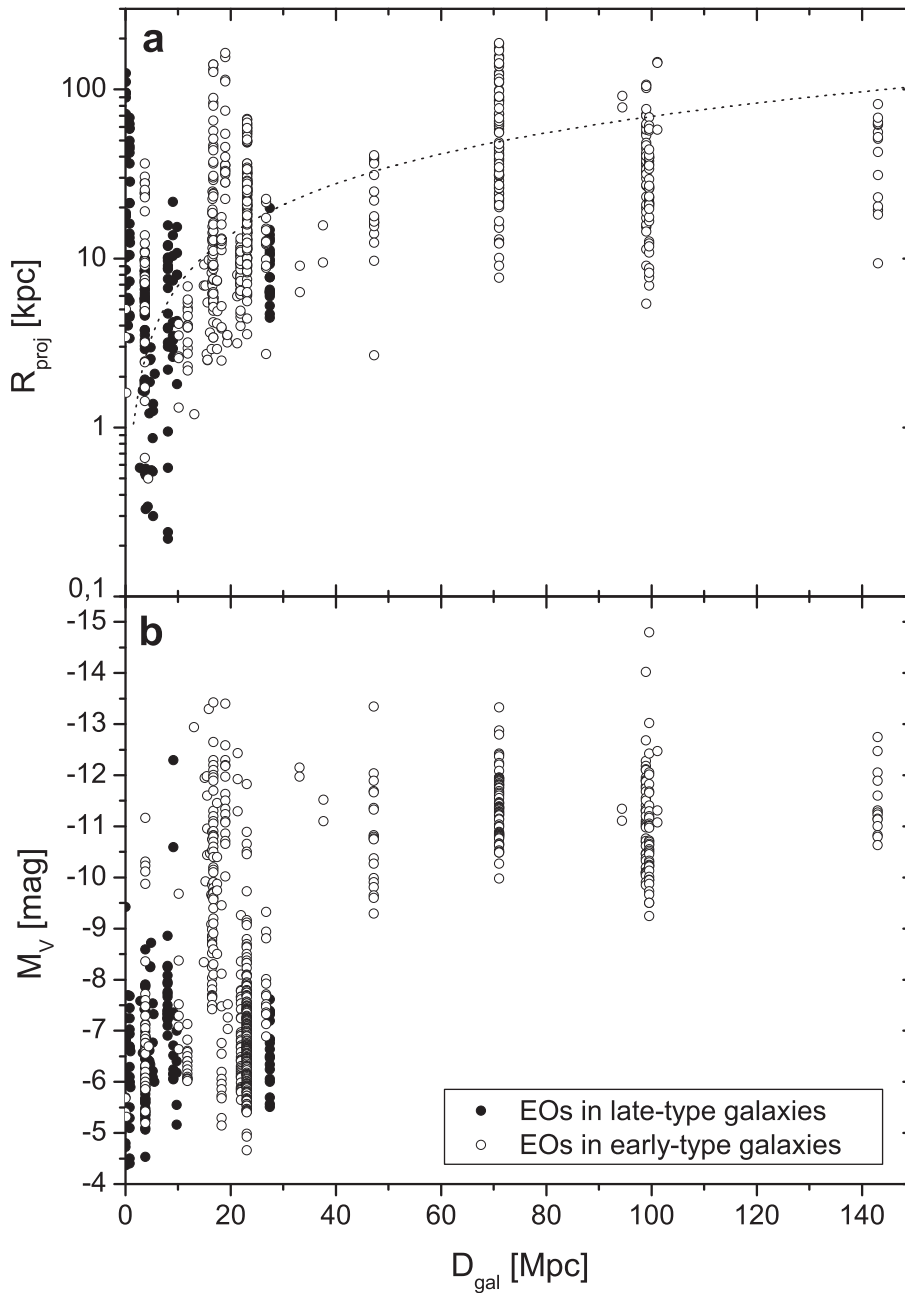 a
100
10
1
0,1
R_proj [kpc]
b
-15
-14
-13
-12
-11
-10
-9
-8
-7
-6
-5
-4
M_V [mag]
EOs in late-type galaxies
EOs in early-type galaxies
0 20 40 60 80 100 120 140
D_gal [Mpc]